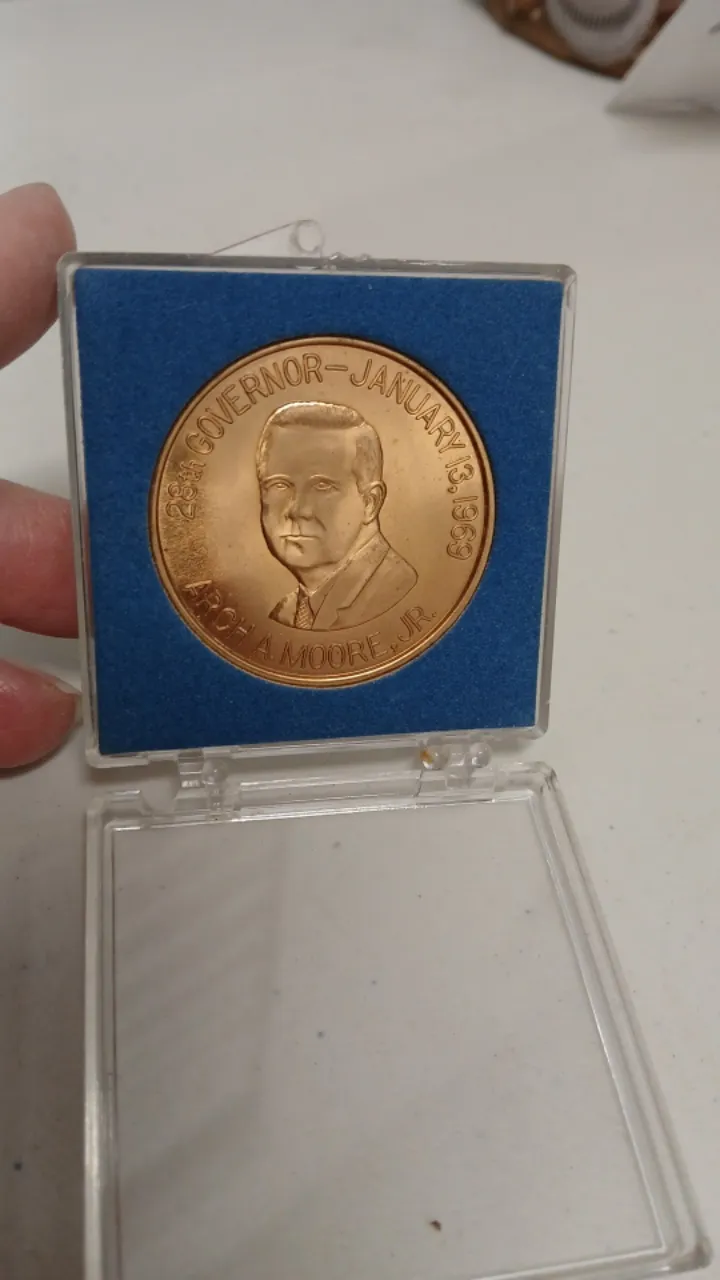 28th GOVERNOR—JANUARY 13, 1969
ARCH A. MOORE, JR.